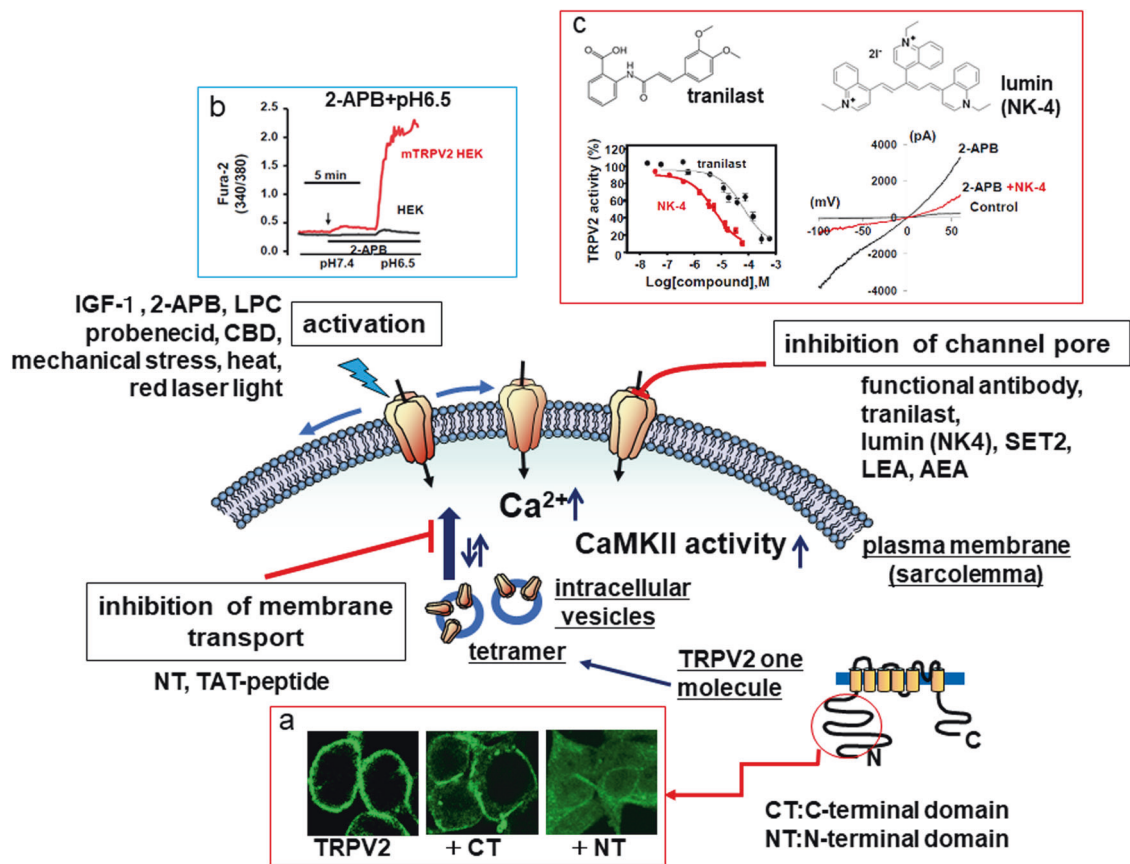 b
2-APB+pH6.5
2.5
2.0
1.5
1.0
0.5
0.0
Fura-2
(340/380)
5 min
mTRPV2 HEK
HEK
2-APB
pH7.4
pH6.5
C
OH
O
N
H
O
O
O
tranilast
2I-
N+
N+
N+
lumin
(NK-4)
TRPV2 activity (%)
120
100
80
60
40
20
0
tranilast
NK-4
-8
-7
-6
-5
-4
-3
Log[compound],M
(pA)
4000
2000
0
-2000
-4000
(mV)
-100
-50
50
2-APB
2-APB +NK-4
Control
IGF-1 , 2-APB, LPC
probenecid, CBD,
mechanical stress, heat,
red laser light
activation
inhibition of channel pore
functional antibody,
tranilast,
lumin (NK4), SET2,
LEA, AEA
Ca2+
CaMKII activity
plasma membrane
(sarcolemma)
inhibition of membrane
transport
NT, TAT-peptide
intracellular
vesicles
tetramer
TRPV2 one
molecule
N
C
a
TRPV2
+ CT
+ NT
CT:C-terminal domain
NT:N-terminal domain